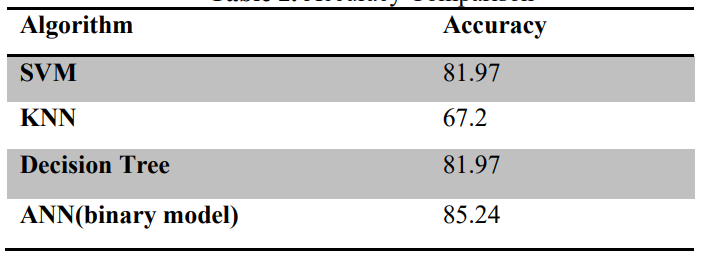 Algorithm Accuracy
SVM 81.97
KNN 67.2
Decision Tree 81.97
ANN(binary model) 85.24